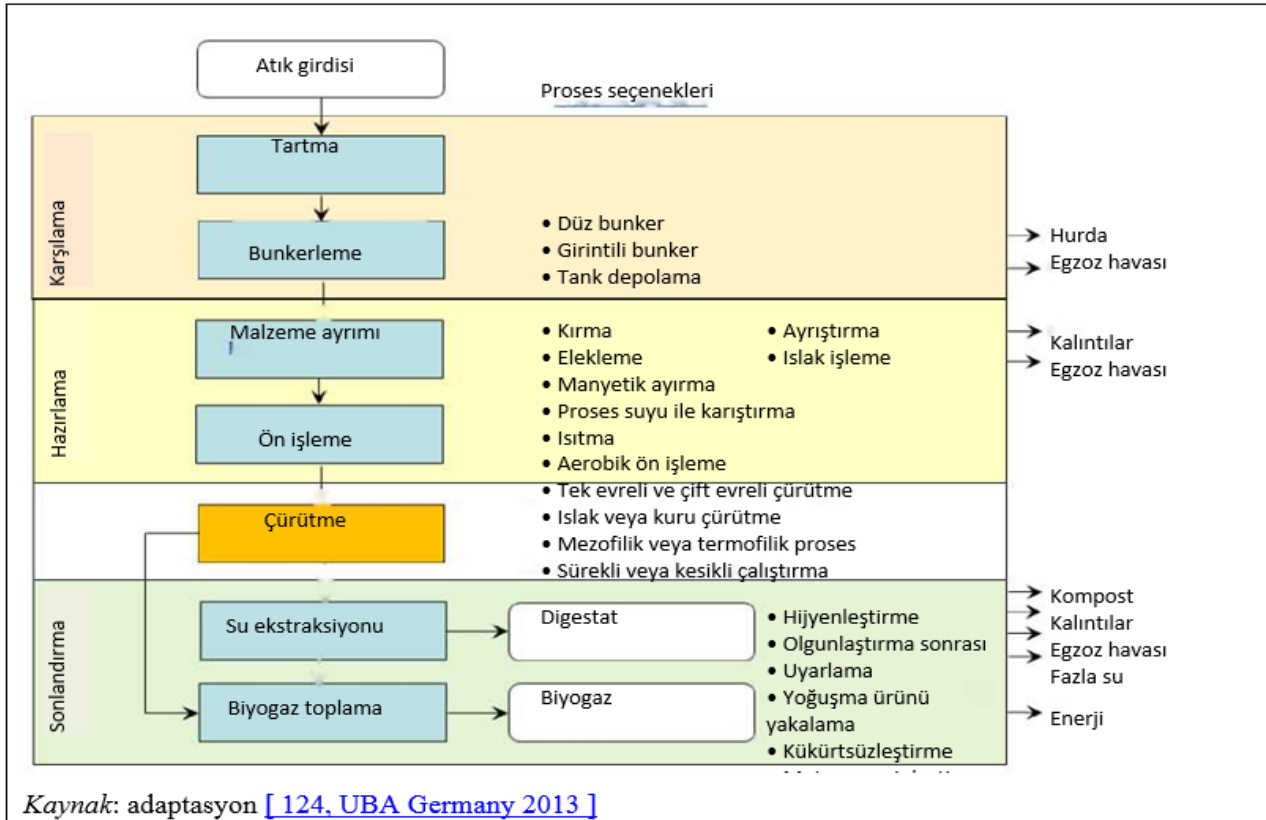 Atık girdisi
Proses seçenekleri
Karşılama
Tartma
Bunkerleme
• Düz bunker
• Girintili bunker
• Tank depolama
Hurda
Egzoz havası
Hazırlama
Malzeme ayrımı
Ön işleme
• Kırma
• Elekleme
• Manyetik ayırma
• Proses suyu ile karıştırma
• Isıtma
• Aerobik ön işleme
• Ayrıştırma
• Islak işleme
Kalıntılar
Egzoz havası
Çürütme
• Tek evreli ve çift evreli çürütme
• Islak veya kuru çürütme
• Mezofilik veya termofilik proses
• Sürekli veya kesikli çalıştırma
Sonlandırma
Su ekstraksiyonu
Digestat
Biyogaz toplama
Biyogaz
• Hijyenleştirme
• Olgunlaştırma sonrası
• Uyarlama
• Yoğuşma ürünü
yakalama
• Kükürtsüzleştirme
Kompost
Kalıntılar
Egzoz havası
Fazla su
Enerji
Kaynak: adaptasyon [ 124, UBA Germany 2013 ]